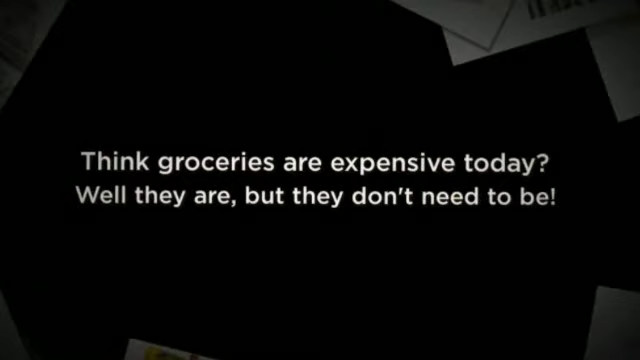 Think groceries are expensive today?
Well they are, but they don't need to be!